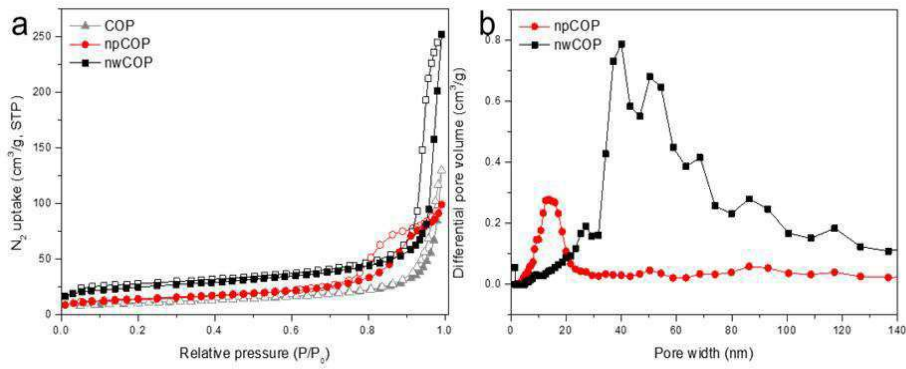 a
COP
npCOP
nwCOP
250
200
150
100
50
0
0.0 0.2 0.4 0.6 0.8 1.0
N₂ uptake (cm³/g, STP)
Relative pressure (P/P₀)
b
npCOP
nwCOP
0.8
0.6
0.4
0.2
0.0
0 20 40 60 80 100 120 140
Differential pore volume (cm³/g)
Pore width (nm)